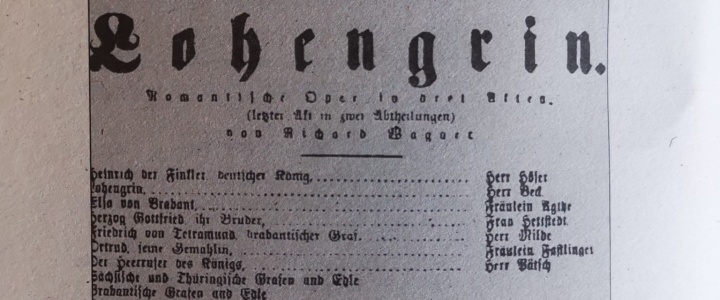 Lohengrin.
Romantische Oper in drei Akten.
(letzter Akt in zwei Abtheilungen)
von Richard Wagner
Heinrich der Finkler, deutscher König, Herr Höfer
Lohengrin, Herr Beck
Elsa von Brabant, Fräulein Agthe
Herzog Gottfried, ihr Bruder, Frau Hettstedt
Friedrich von Telramund, brabantischer Graf, Herr Milde
Ortrud, seine Gemahlin, Fräulein Fastlinger
Der Heerrufer des Königs, Herr Pätsch
Sächsische und Thüringische Grafen und Edle
Brabantische Grafen und Edle